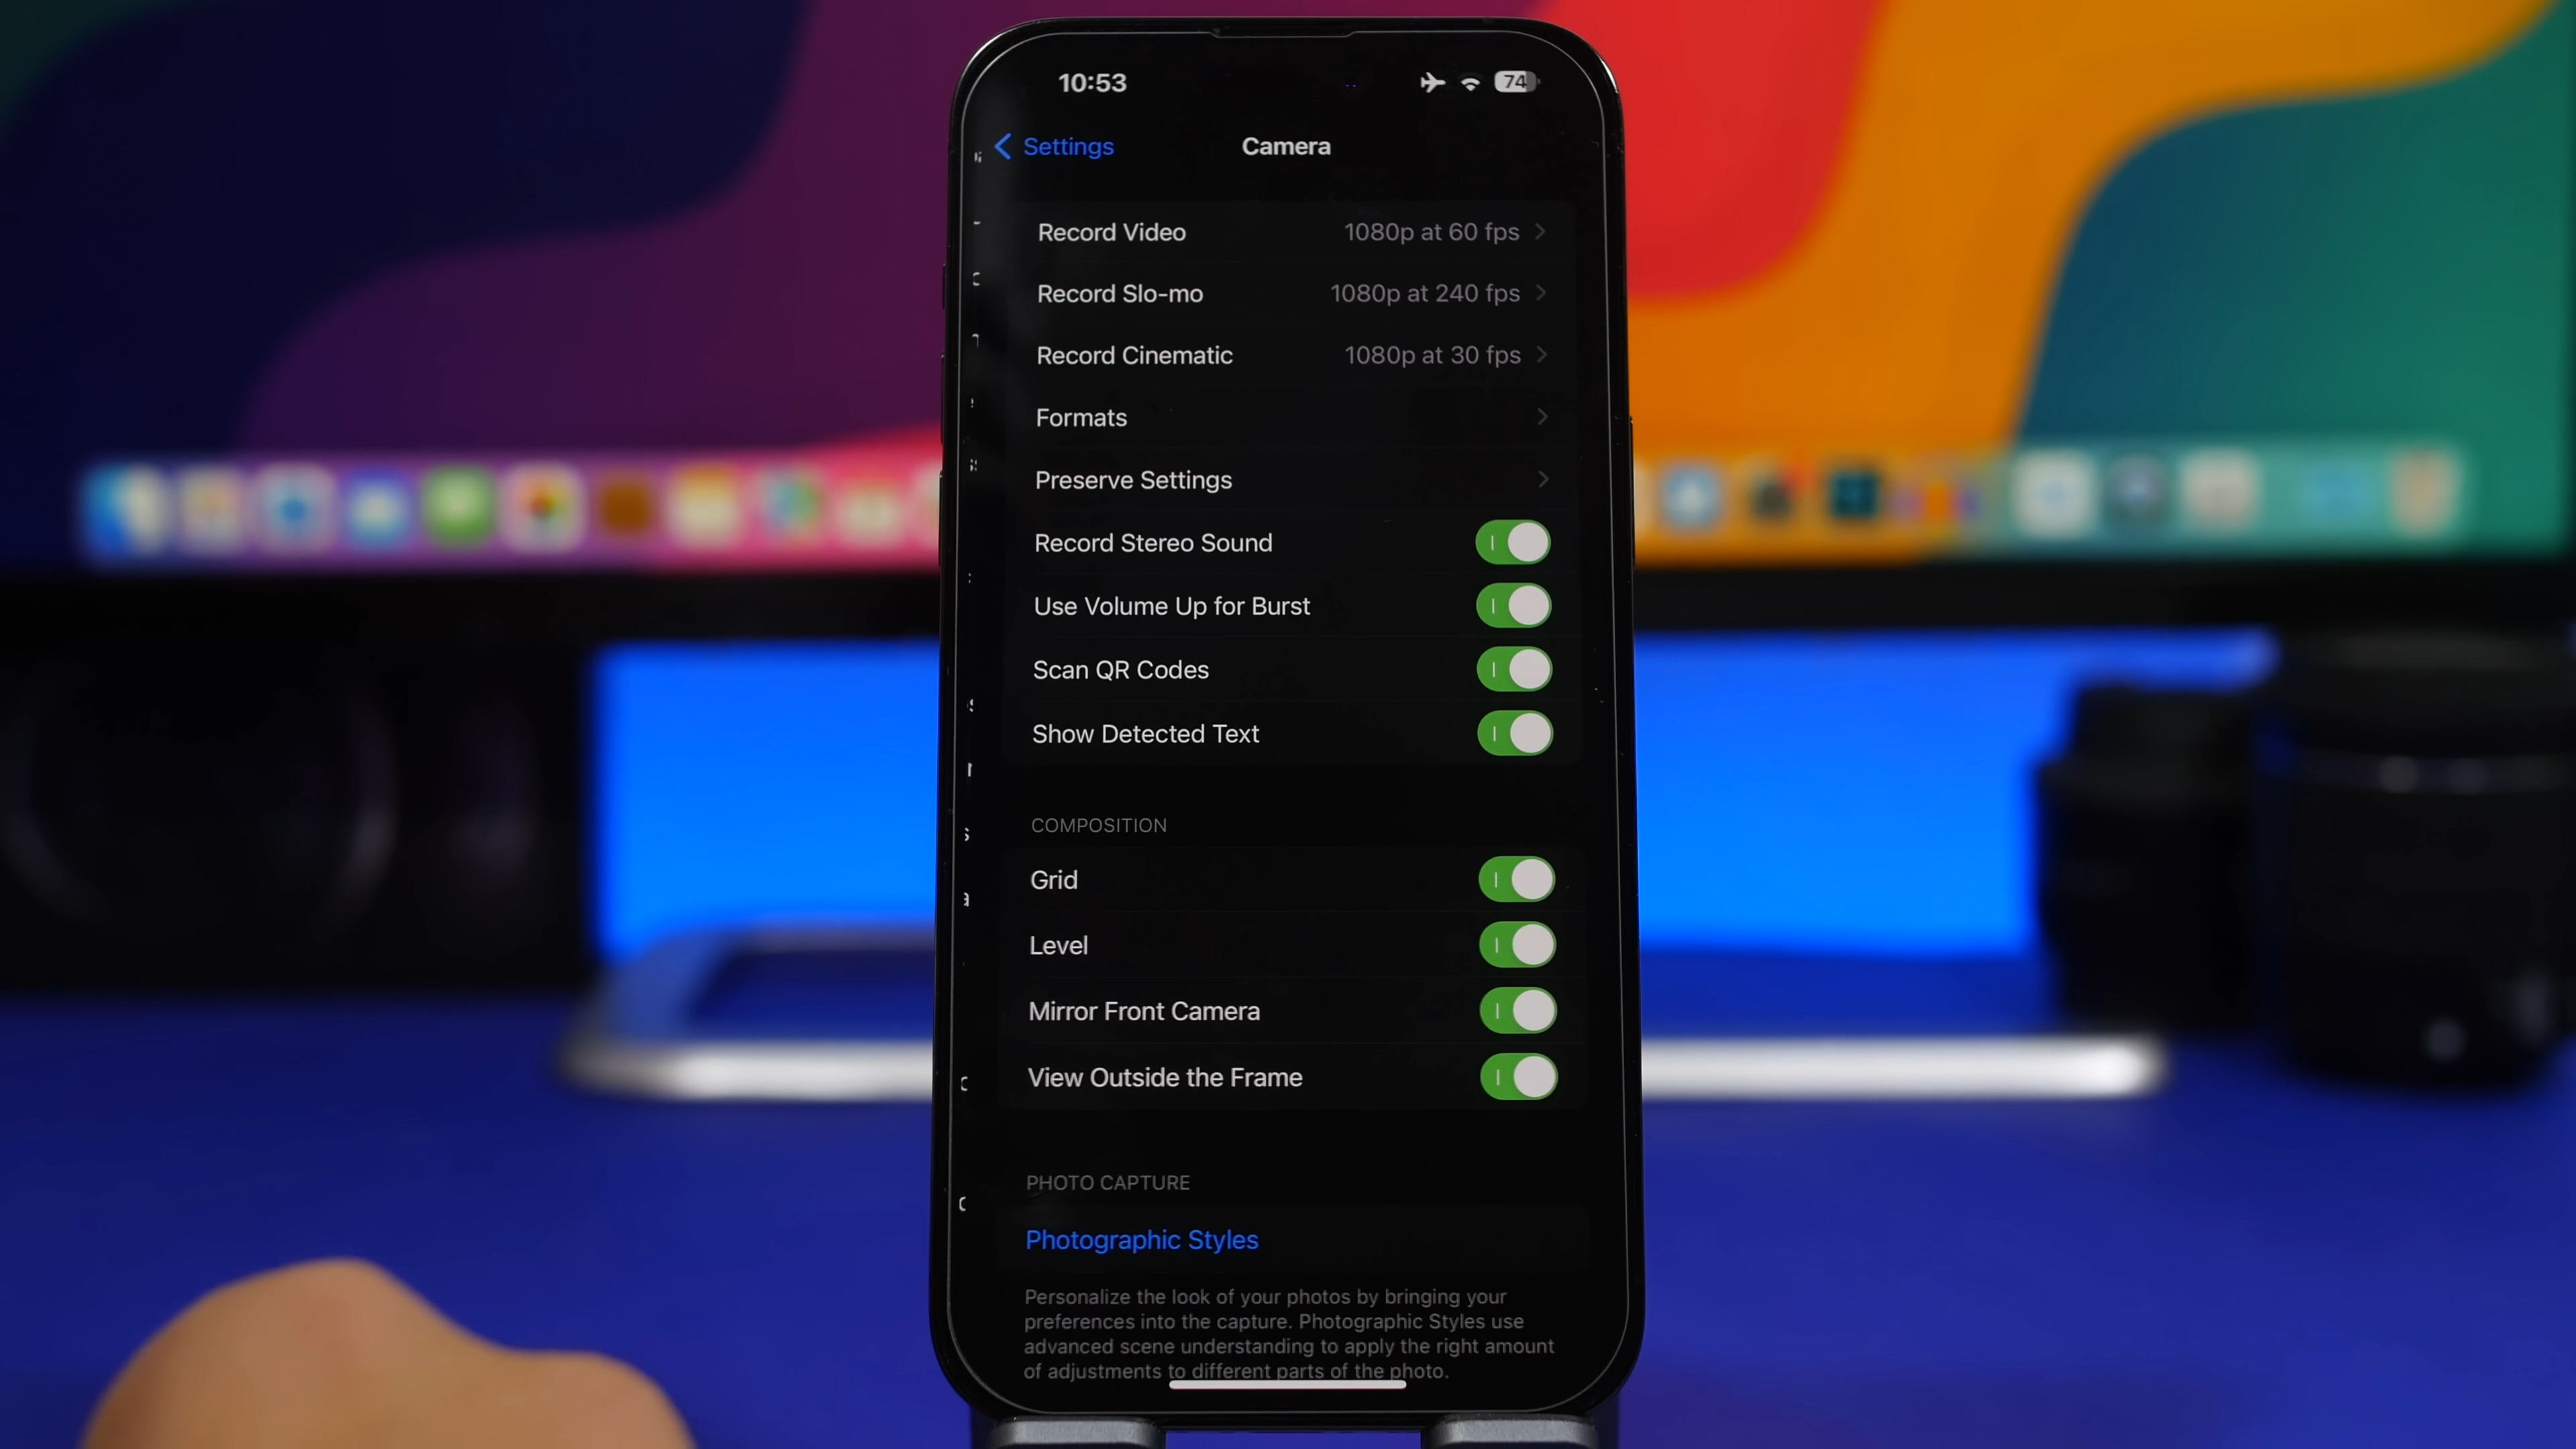 10:53
74
Settings
Camera
Record Video 1080p at 60 fps
Record Slo-mo 1080p at 240 fps
Record Cinematic 1080p at 30 fps
Formats
Preserve Settings
Record Stereo Sound
Use Volume Up for Burst
Scan QR Codes
Show Detected Text
COMPOSITION
Grid
Level
Mirror Front Camera
View Outside the Frame
PHOTO CAPTURE
Photographic Styles
Personalize the look of your photos by bringing your
preferences into the capture. Photographic Styles use
advanced scene understanding to apply the right amount
of adjustments to different parts of the photo.